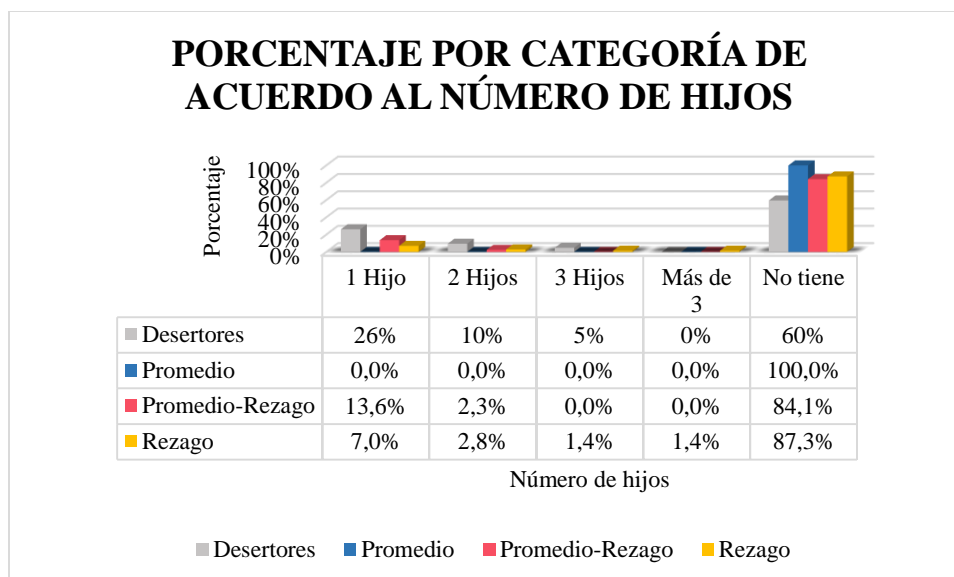 PORCENTAJE POR CATEGORÍA DE
ACUERDO AL NÚMERO DE HIJOS
Porcentaje
100%
80%
60%
40%
20%
0%
1 Hijo 2 Hijos 3 Hijos Más de 3 No tiene
Desertores 26% 10% 5% 0% 60%
Promedio 0,0% 0,0% 0,0% 0,0% 100,0%
Promedio-Rezago 13,6% 2,3% 0,0% 0,0% 84,1%
Rezago 7,0% 2,8% 1,4% 1,4% 87,3%
Número de hijos
Desertores Promedio Promedio-Rezago Rezago